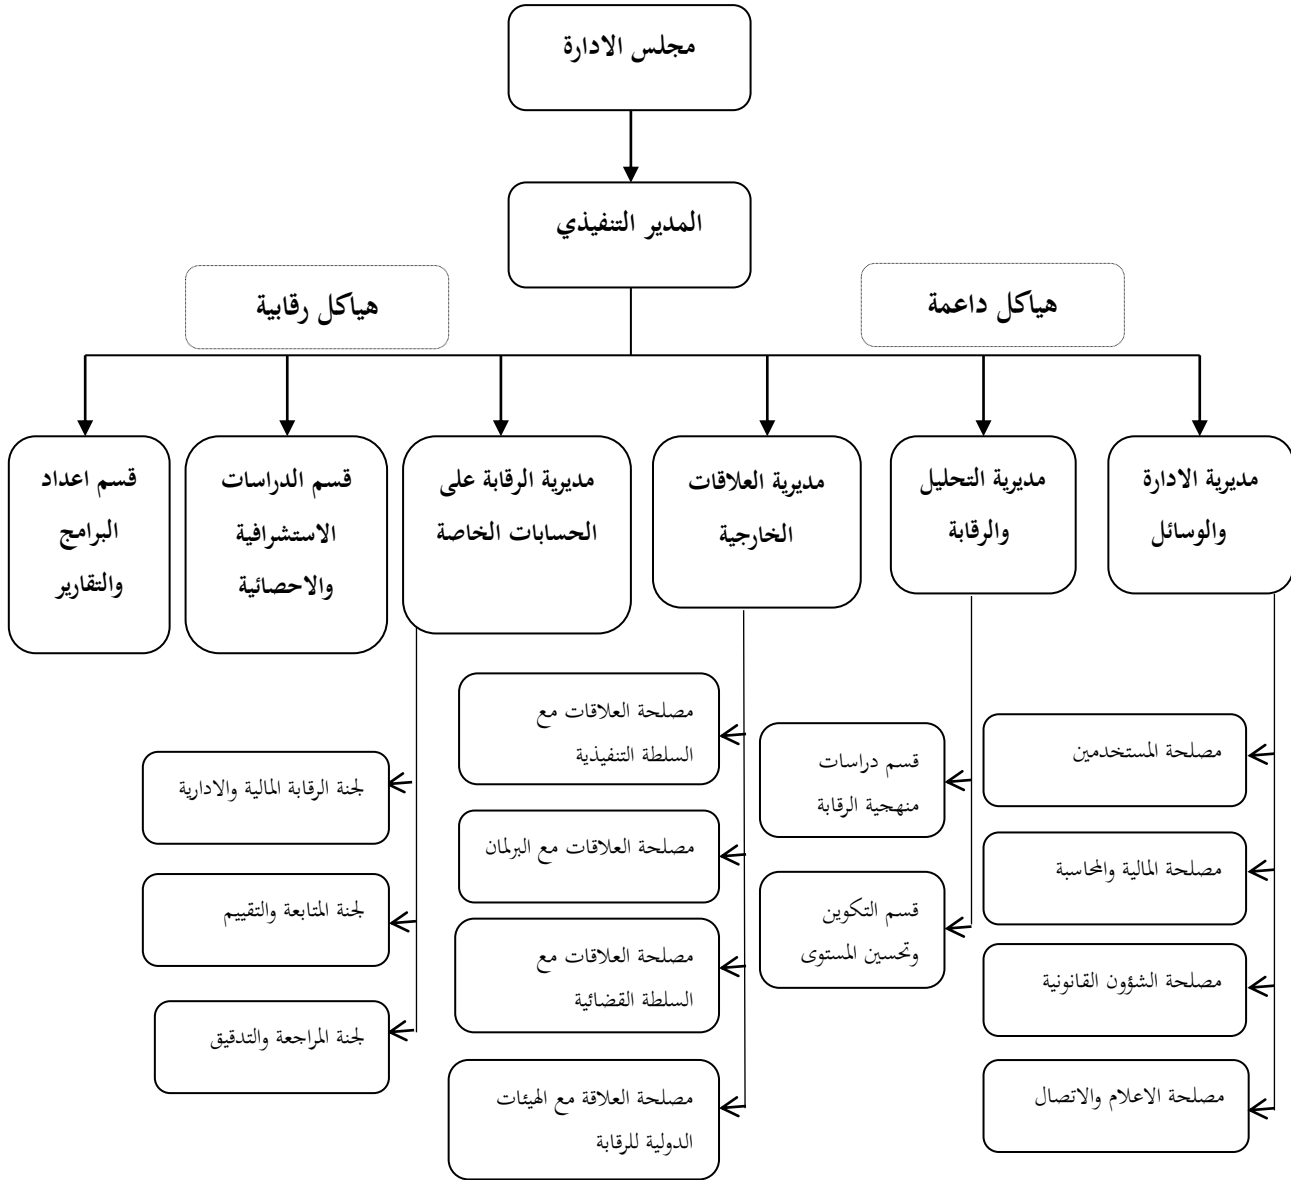 مجلس الادارة
المدير التنفيذي
هياكل داعمة
هياكل رقابية
مديرية الادارة
والوسائل
مديرية التحليل
والرقابة
مديرية العلاقات
الخارجية
مديرية الرقابة على
الحسابات الخاصة
قسم الدراسات
الاستشرافية
والاحصائية
قسم اعداد
البرامج
والتقارير
مصلحة المستخدمين
مصلحة المالية والمحاسبة
مصلحة الشؤون القانونية
مصلحة الاعلام والاتصال
قسم دراسات
منهجية الرقابة
قسم التكوين
وتحسين المستوى
مصلحة العلاقات مع
السلطة التنفيذية
مصلحة العلاقات مع البرلمان
مصلحة العلاقات مع
السلطة القضائية
مصلحة العلاقة مع الهيئات
الدولية للرقابة
لجنة الرقابة المالية والادارية
لجنة المتابعة والتقييم
لجنة المراجعة والتدقيق